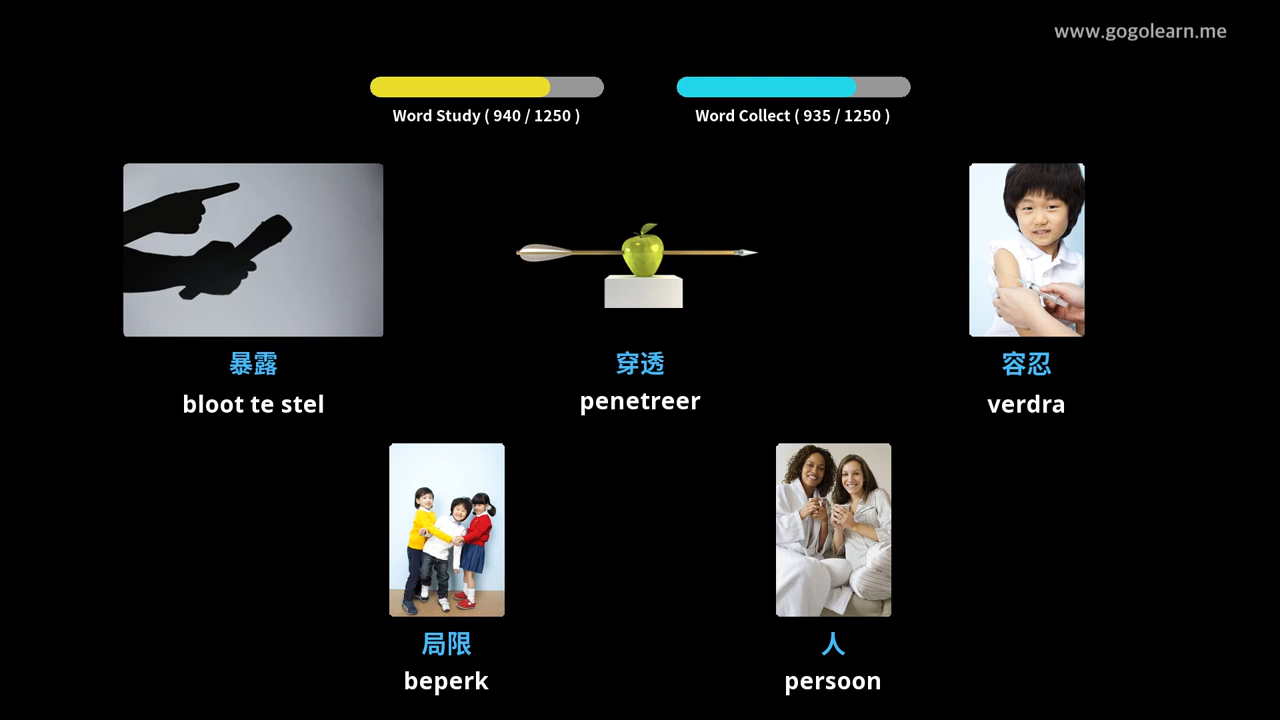 www.gogolearn.me
Word Study ( 940 / 1250 )
Word Collect ( 935 / 1250 )
暴露
穿透
容忍
bloot te stel
penetreer
verdra
局限
人
beperk
persoon